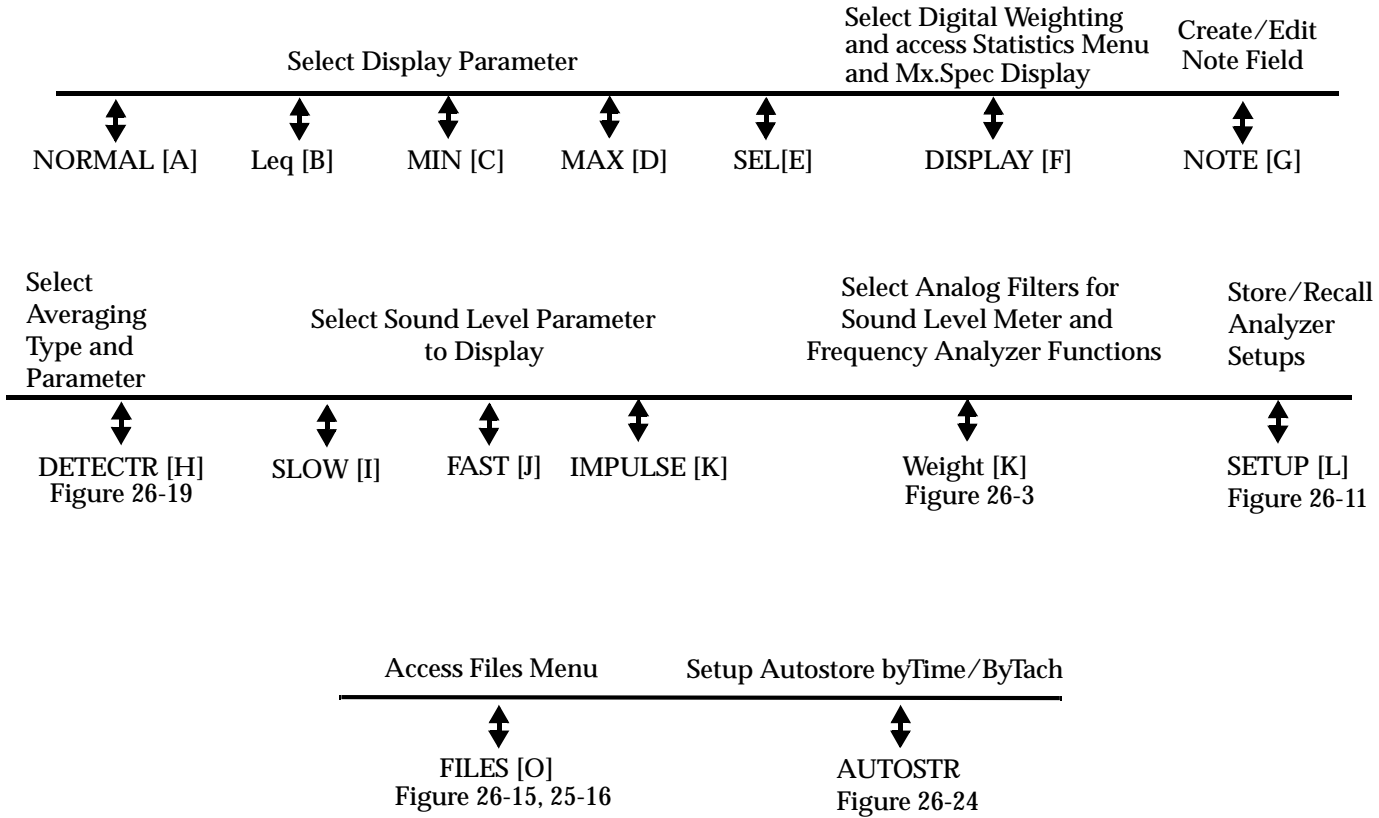 Select Display Parameter
Select Digital Weighting
and access Statistics Menu
and Mx.Spec Display
Create/Edit
Note Field
NORMAL [A]
Leq [B]
MIN [C]
MAX [D]
SEL[E]
DISPLAY [F]
NOTE [G]
Select
Averaging
Type and
Parameter
Select Sound Level Parameter
to Display
Select Analog Filters for
Sound Level Meter and
Frequency Analyzer Functions
Store/Recall
Analyzer
Setups
DETECTR [H]
Figure 26-19
SLOW [I]
FAST [J]
IMPULSE [K]
Weight [K]
Figure 26-3
SETUP [L]
Figure 26-11
Access Files Menu
Setup Autostore byTime/ByTach
FILES [O]
Figure 26-15, 25-16
AUTOSTR
Figure 26-24